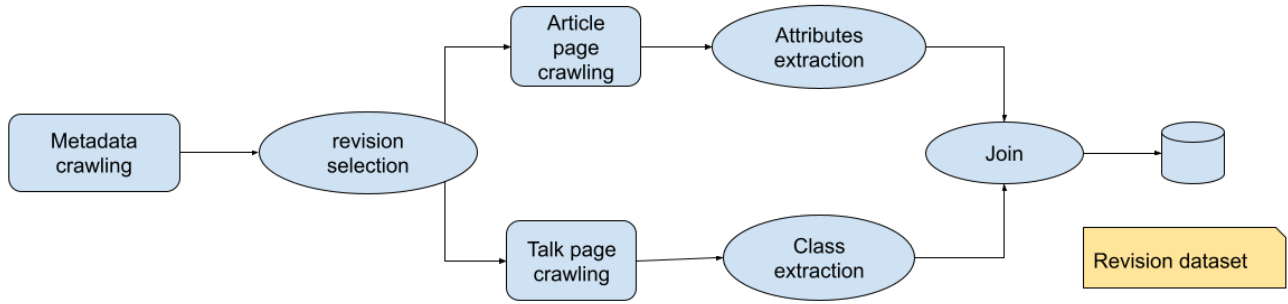 Metadata
crawling
revision
selection
Article
page
crawling
Attributes
extraction
Talk page
crawling
Class
extraction
Join
Revision dataset